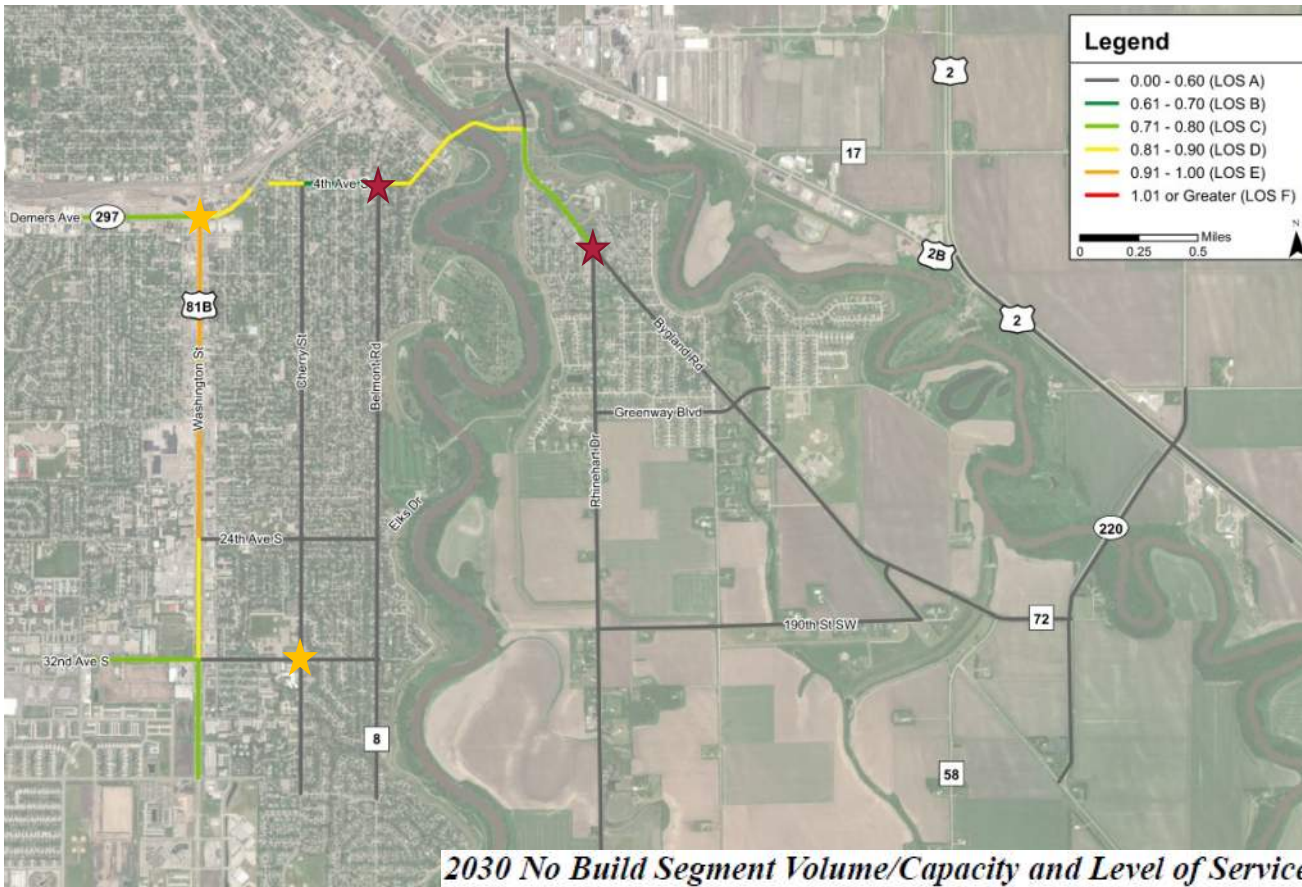 Legend
0.00 - 0.60 (LOS A)
0.61 - 0.70 (LOS B)
0.71 - 0.80 (LOS C)
0.81 - 0.90 (LOS D)
0.91 - 1.00 (LOS E)
1.01 or Greater (LOS F)
Miles
0 0.25 0.5
N
2
17
4th Ave S
Demers Ave 297
2B
81B
2
Washington St
Cherry St
Belmont Rd
Bygland Rd
Greenway Blvd
Rhinehart Dr
Elks Dr
220
24th Ave S
72
190th St SW
32nd Ave S
8
58
2030 No Build Segment Volume/Capacity and Level of Service